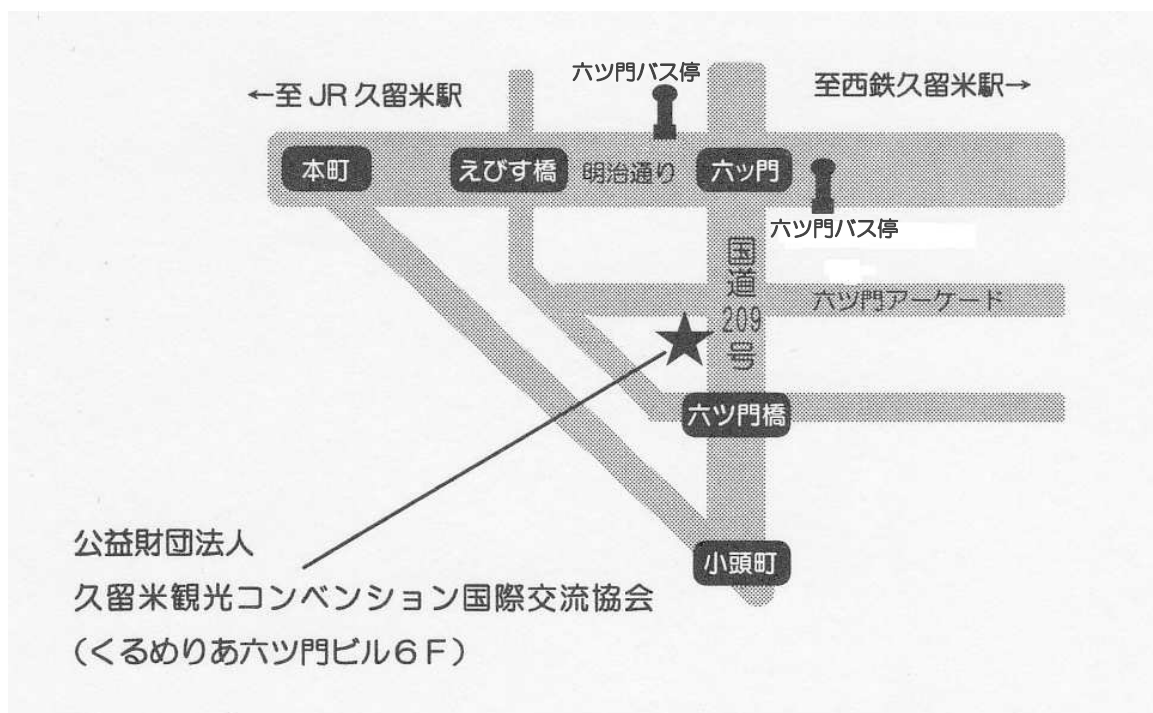 六ツ門バス停
←至 JR 久留米駅
至西鉄久留米駅→
本町
えびす橋
明治通り
六ッ門
六ツ門バス停
国道209号
六ツ門アーケード
六ツ門橋
小頭町
公益財団法人
久留米観光コンベンション国際交流協会
(くるめりあ六ツ門ビル６F)